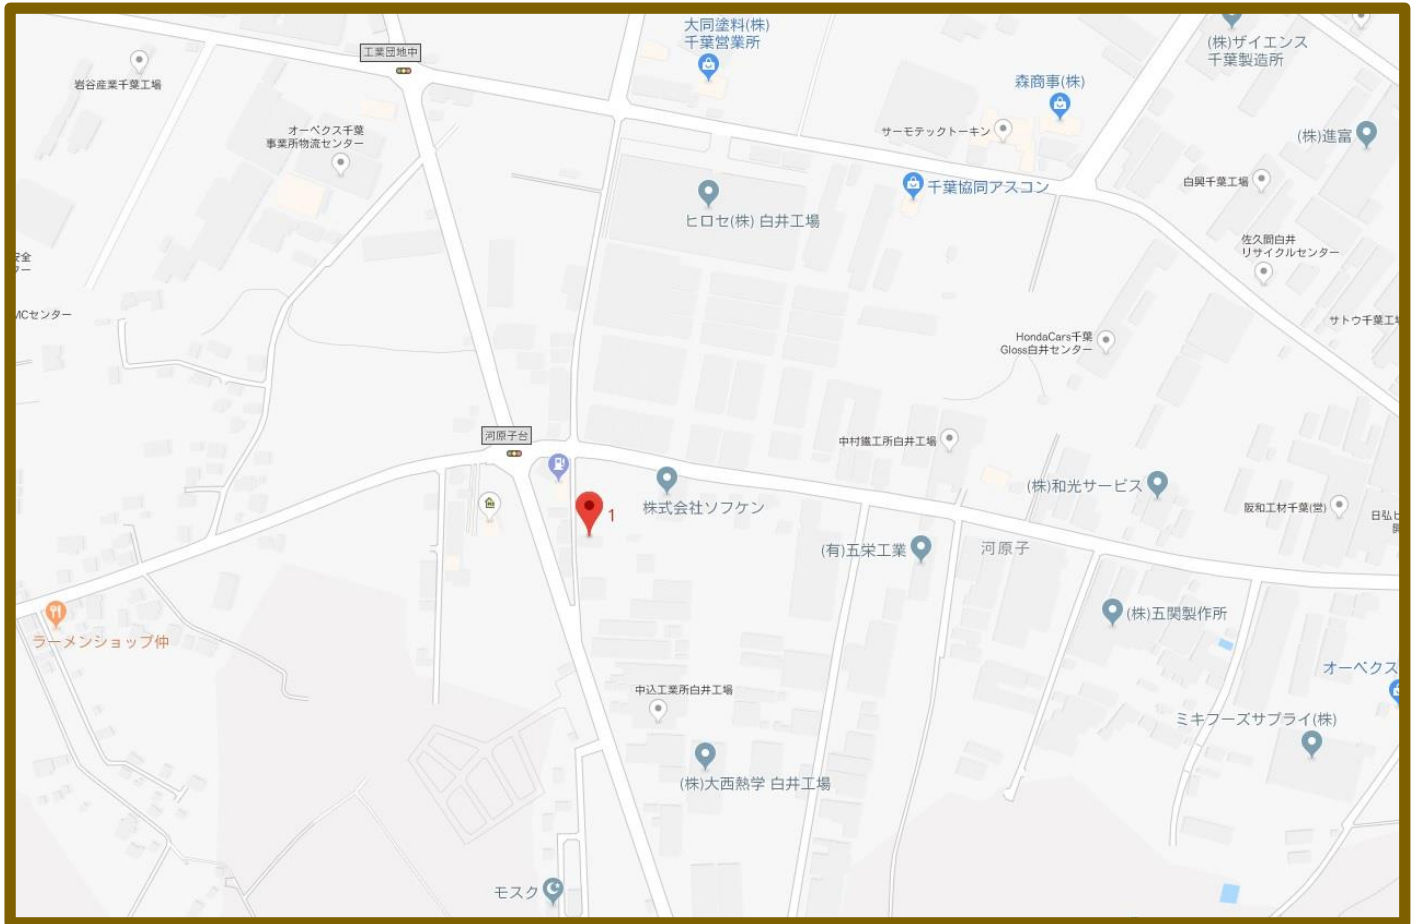 大同塗料(株)
千葉営業所
(株)ザイエンス
千葉製造所
工業団地中
岩谷産業千葉工場
森商事(株)
オーペクス千葉
事業所物流センター
サーモテックトーキン
(株)進富
千葉協同アスコン
白興千葉工場
ヒロセ(株) 白井工場
佐久間白井
リサイクルセンター
安全
ター
MCセンター
サトウ千葉工場
HondaCars千葉
Gloss白井センター
河原子台
中村鐵工所白井工場
(株)和光サービス
株式会社ソフケン
1
阪和工材千葉(営)
日弘ビ
(有)五栄工業
河原子
(株)五関製作所
ラーメンショップ仲
オーペクス
中込工業所白井工場
ミキフーズサプライ(株)
(株)大西熱学 白井工場
モスク